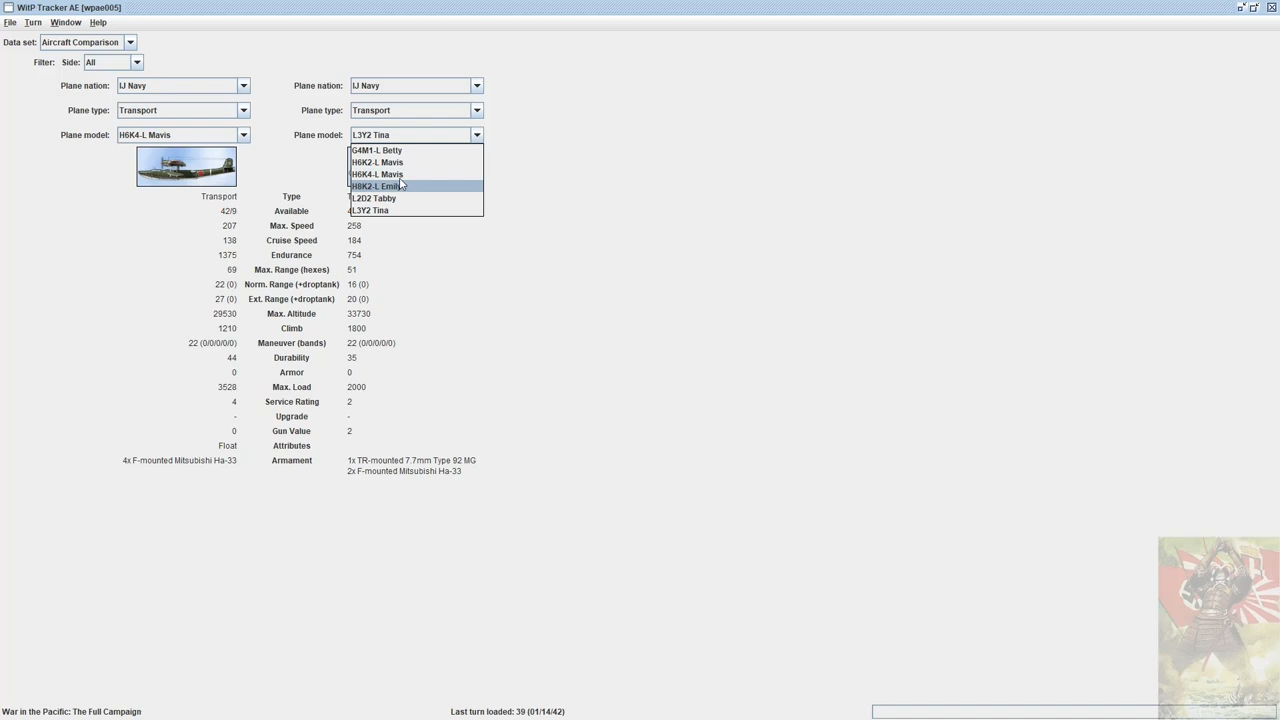 WitP Tracker AE [wpae005]
File Turn Window Help
Data set: Aircraft Comparison
Filter: Side: All
Plane nation: IJ Navy Plane nation: IJ Navy
Plane type: Transport Plane type: Transport
Plane model: H6K4-L Mavis Plane model: L3Y2 Tina
G4M1-L Betty
H6K2-L Mavis
H6K4-L Mavis
H8K2-L Emily
L2D2 Tabby
L3Y2 Tina
Transport Type
42/9 Available
207 Max. Speed 258
138 Cruise Speed 184
1375 Endurance 754
69 Max. Range (hexes) 51
22 (0) Norm. Range (+droptank) 16 (0)
27 (0) Ext. Range (+droptank) 20 (0)
29530 Max. Altitude 33730
1210 Climb 1800
22 (0/0/0/0/0) Maneuver (bands) 22 (0/0/0/0/0)
44 Durability 35
0 Armor 0
3528 Max. Load 2000
4 Service Rating 2
- Upgrade -
0 Gun Value 2
Float Attributes
4x F-mounted Mitsubishi Ha-33 Armament 1x TR-mounted 7.7mm Type 92 MG
2x F-mounted Mitsubishi Ha-33
War in the Pacific: The Full Campaign Last turn loaded: 39 (01/14/42)